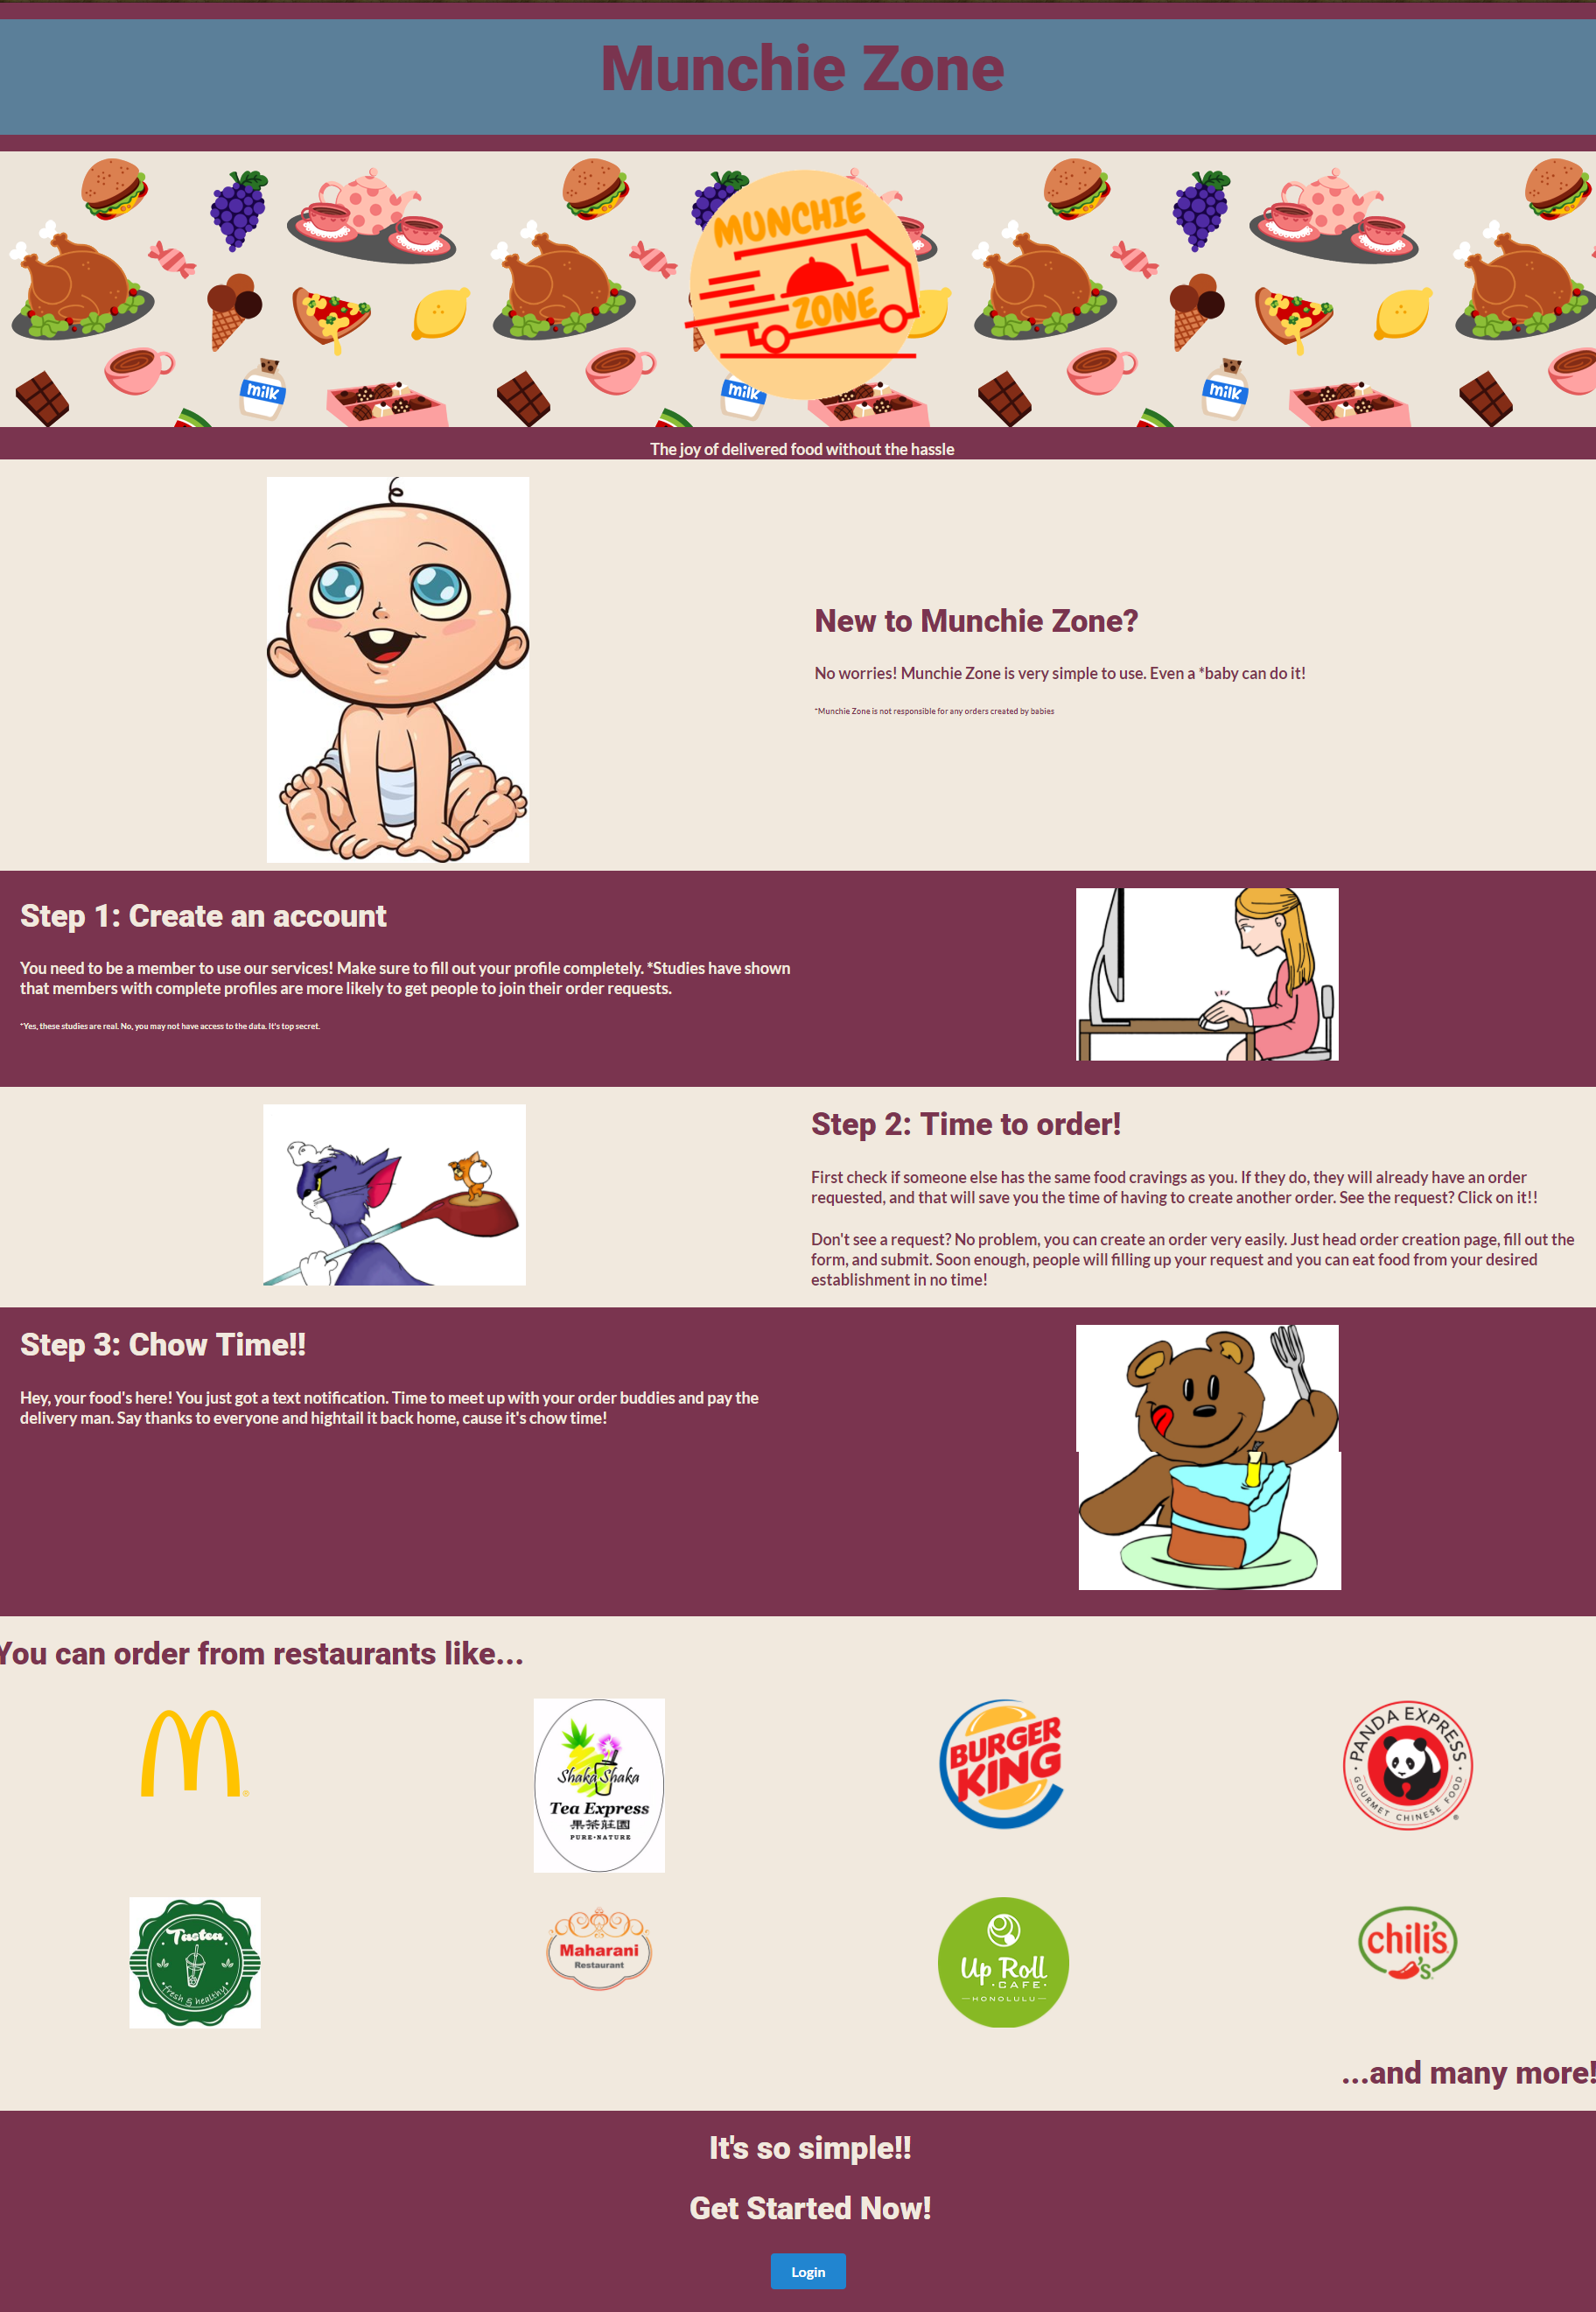 Munchie Zone
MUNCHIE
ZONE
milk
milk
milk
The joy of delivered food without the hassle
New to Munchie Zone?
No worries! Munchie Zone is very simple to use. Even a *baby can do it!
*Munchie Zone is not responsible for any orders created by babies
Step 1: Create an account
You need to be a member to use our services! Make sure to fill out your profile completely. *Studies have shown
that members with complete profiles are more likely to get people to join their order requests.
*Yes, these studies are real. No, you may not have access to the data. It's top secret.
Step 2: Time to order!
First check if someone else has the same food cravings as you. If they do, they will already have an order
requested, and that will save you the time of having to create another order. See the request? Click on it!!
Don't see a request? No problem, you can create an order very easily. Just head order creation page, fill out the
form, and submit. Soon enough, people will filling up your request and you can eat food from your desired
establishment in no time!
Step 3: Chow Time!!
Hey, your food's here! You just got a text notification. Time to meet up with your order buddies and pay the
delivery man. Say thanks to everyone and hightail it back home, cause it's chow time!
You can order from restaurants like...
Shaka Shaka
Tea Express
果茶莊園
PURE•NATURE
BURGER
KING
®
PANDA EXPRESS
GOURMET CHINESE FOOD
®
Tastea
fresh & healthy
Maharani
Restaurant
Up Roll
•CAFE•
—HONOLULU—
chili's
's
...and many more!
It's so simple!!
Get Started Now!
Login